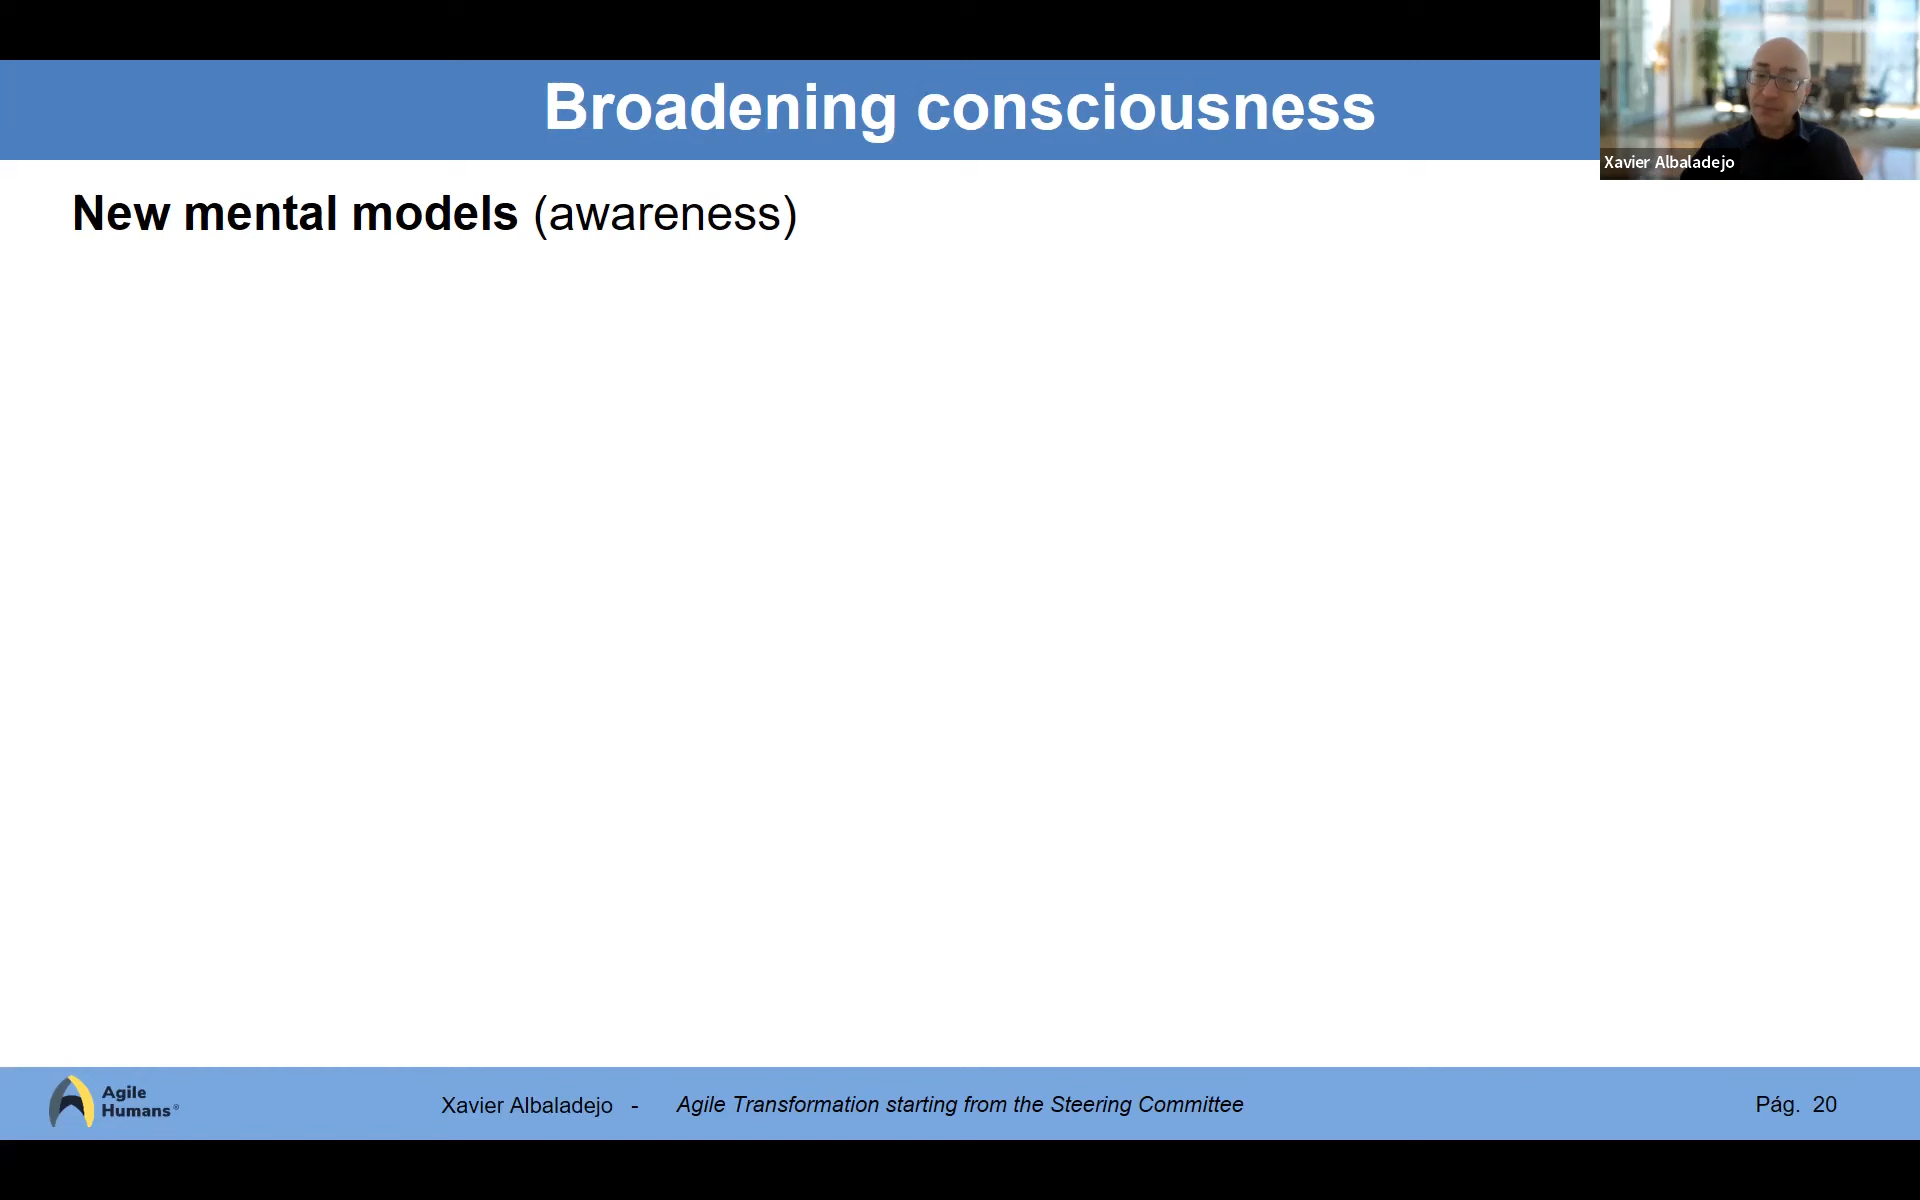 Broadening consciousness
Xavier Albaladejo
New mental models (awareness)
Agile
Humans®
Xavier Albaladejo - Agile Transformation starting from the Steering Committee
Pág. 20